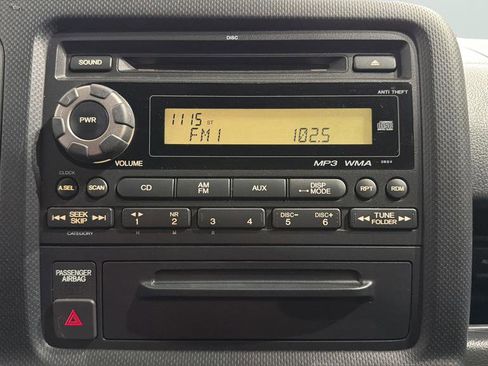 DISC
SOUND
ANTI THEFT
PWR
1115 ST
FM1 102.5
VOLUME
MP3 WMA
CLOCK
A.SEL SCAN CD AM FM AUX DISP MODE RPT RDM
SEEK SKIP 1 NR 2 3 4 DISC- 5 DISC+ 6 TUNE FOLDER
CATEGORY H M R
PASSENGER
AIRBAG